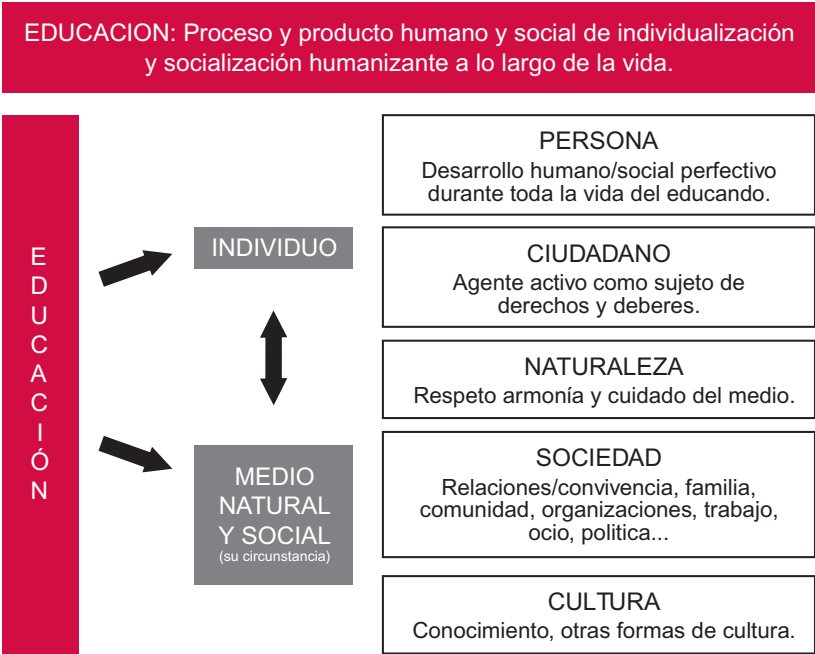 EDUCACION: Proceso y producto humano y social de individualización
y socialización humanizante a lo largo de la vida.
EDUCACIÓN
INDIVIDUO
MEDIO
NATURAL
Y SOCIAL
(su circunstancia)
PERSONA
Desarrollo humano/social perfectivo
durante toda la vida del educando.
CIUDADANO
Agente activo como sujeto de
derechos y deberes.
NATURALEZA
Respeto armonía y cuidado del medio.
SOCIEDAD
Relaciones/convivencia, familia,
comunidad, organizaciones, trabajo,
ocio, politica...
CULTURA
Conocimiento, otras formas de cultura.